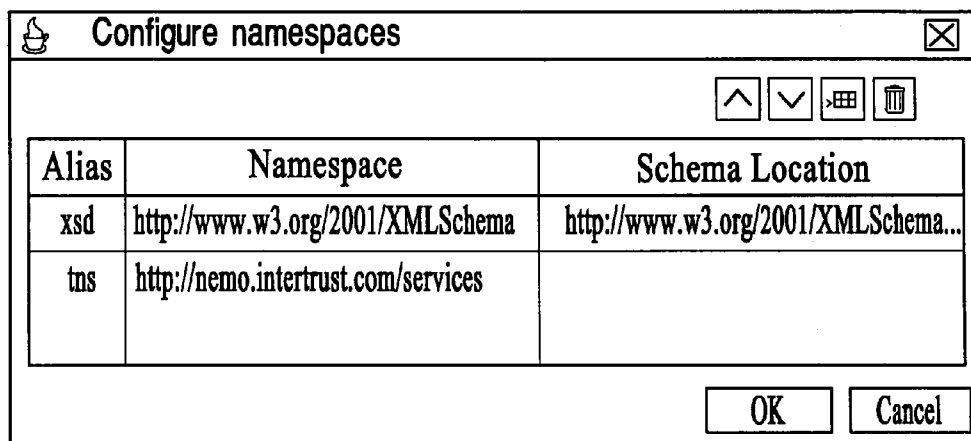 Configure namespaces
Alias Namespace Schema Location
xsd http://www.w3.org/2001/XMLSchema http://www.w3.org/2001/XMLSchema...
tns http://nemo.intertrust.com/services
OK Cancel